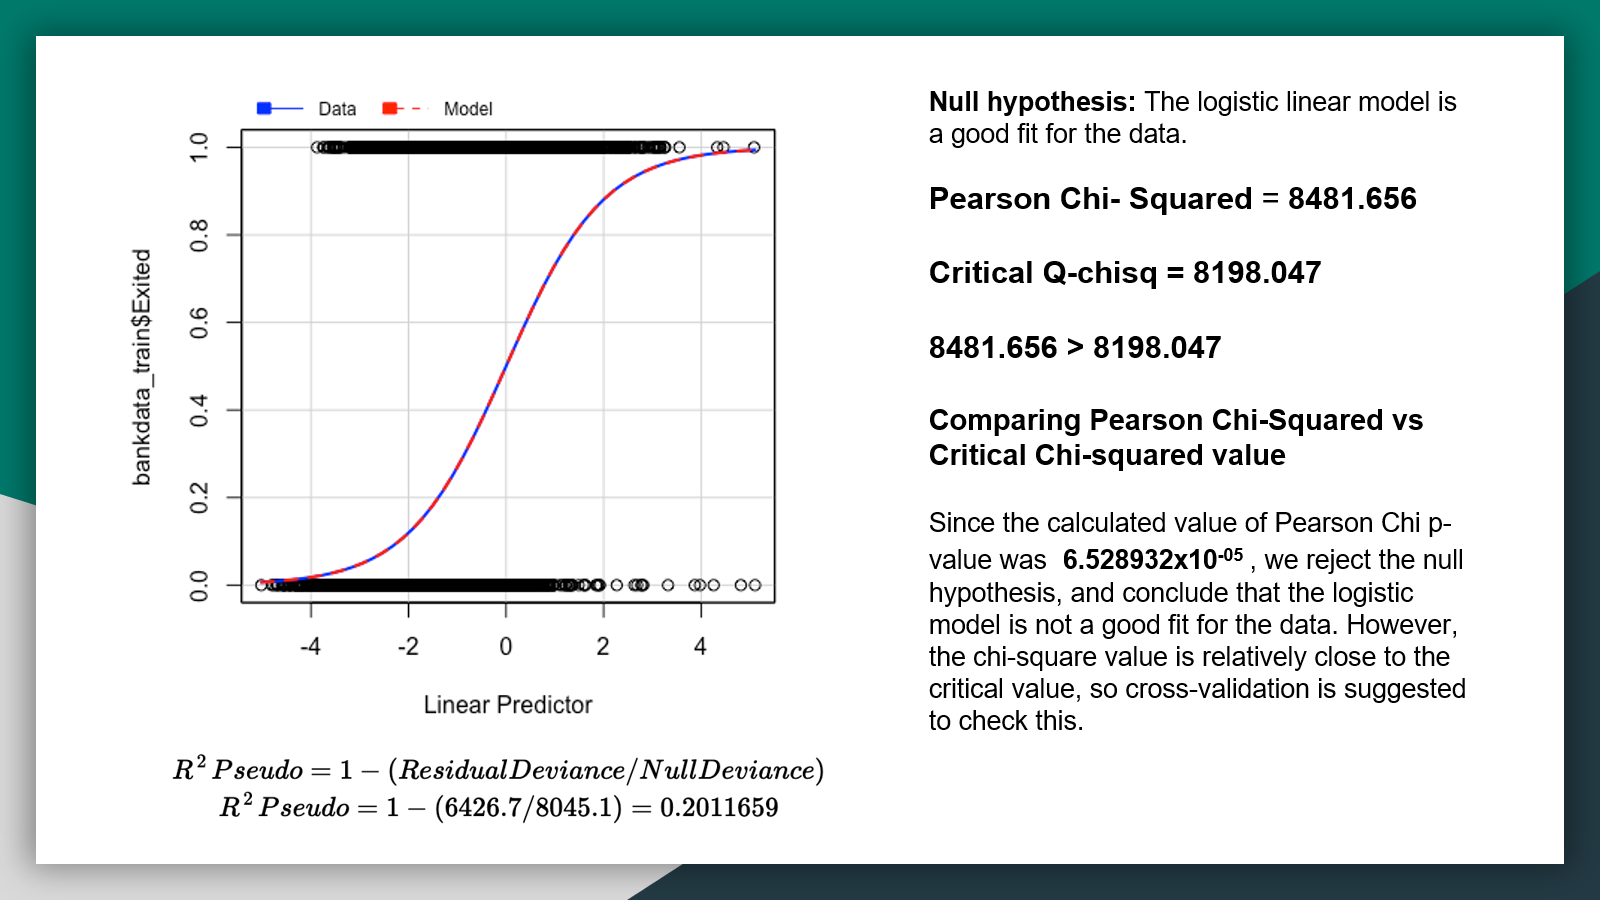 Data Model
1.0
0.8
0.6
0.4
0.2
0.0
bankdata_train$Exited
-4 -2 0 2 4
Linear Predictor
R² Pseudo = 1 − (ResidualDeviance/NullDeviance)
R² Pseudo = 1 − (6426.7/8045.1) = 0.2011659
Null hypothesis: The logistic linear model is
a good fit for the data.
Pearson Chi- Squared = 8481.656
Critical Q-chisq = 8198.047
8481.656 > 8198.047
Comparing Pearson Chi-Squared vs
Critical Chi-squared value
Since the calculated value of Pearson Chi p-
value was 6.528932x10⁻⁰⁵ , we reject the null
hypothesis, and conclude that the logistic
model is not a good fit for the data. However,
the chi-square value is relatively close to the
critical value, so cross-validation is suggested
to check this.